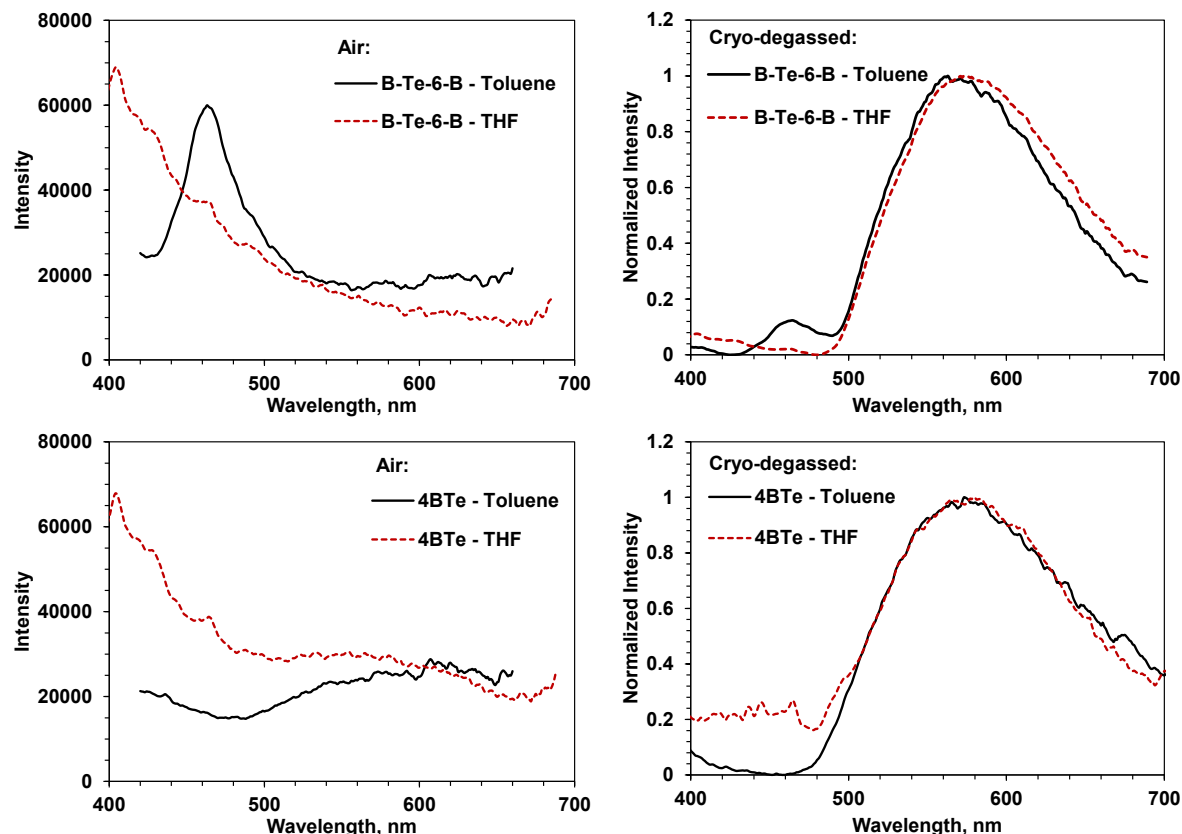 80000
60000
40000
20000
0
Intensity
Air:
B-Te-6-B - Toluene
B-Te-6-B - THF
400
500
600
700
Wavelength, nm
1.2
1
0.8
0.6
0.4
0.2
0
Normalized Intensity
Cryo-degassed:
B-Te-6-B - Toluene
B-Te-6-B - THF
400
500
600
700
Wavelength, nm
80000
60000
40000
20000
0
Intensity
Air:
4BTe - Toluene
4BTe - THF
400
500
600
700
Wavelength, nm
1.2
1
0.8
0.6
0.4
0.2
0
Normalized Intensity
Cryo-degassed:
4BTe - Toluene
4BTe - THF
400
500
600
700
Wavelength, nm